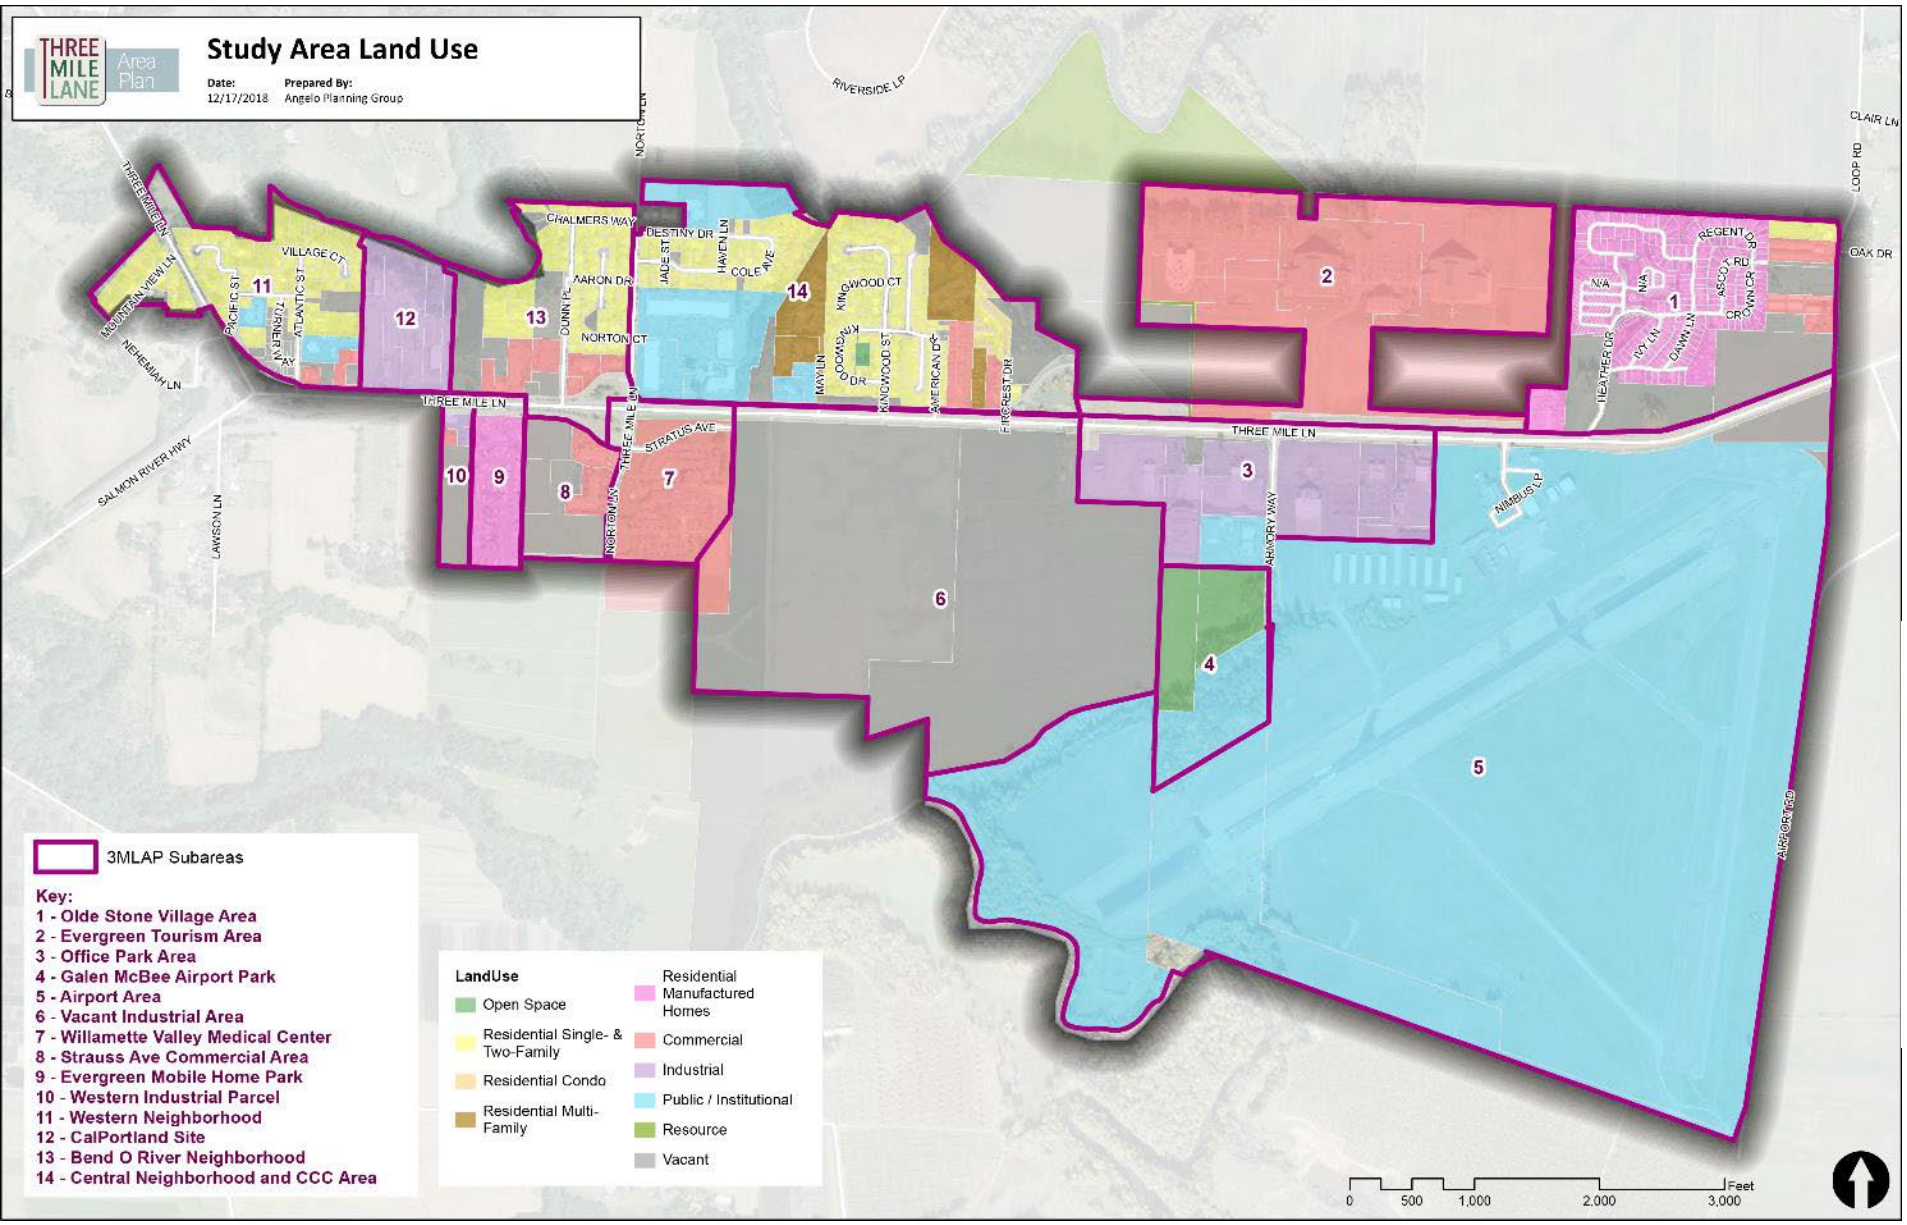 THREE
MILE
LANE
Area
Plan
Study Area Land Use
Date:
Prepared By:
12/17/2018
Angelo Planning Group
RIVERSIDE LP
CLAIR LN
LOOP RD
OAK DR
NORTON LN
THREE MILE LN
MOUNTAIN VIEW LN
NEHEMIAH LN
SALMON RIVER HWY
LAWSON LN
PACIFIC ST
VILLAGE CT
ATLANTIC ST
11
12
CHALMERS WAY
AARON DR
DUNN PL
13
NORTON CT
DESTINY DR
JADE ST
HAVEN LN
COLE AVE
14
KINGWOOD CT
KINGWOOD DR
KINGWOOD ST
MAY LN
AMERICAN DR
FIRCREST DR
2
REGENT DR
ASCOT RD
CROWN CR
N/A
N/A
1
IVY LN
DAWN LN
HEATHER DR
THREE MILE LN
THREE MILE LN
THREE MILE LN
STRATUS AVE
NORTON LN
10
9
8
7
6
3
ARMORY WAY
NIMBUS LP
4
5
AIRPORT RD
3MLAP Subareas
Key:
1 - Olde Stone Village Area
2 - Evergreen Tourism Area
3 - Office Park Area
4 - Galen McBee Airport Park
5 - Airport Area
6 - Vacant Industrial Area
7 - Willamette Valley Medical Center
8 - Strauss Ave Commercial Area
9 - Evergreen Mobile Home Park
10 - Western Industrial Parcel
11 - Western Neighborhood
12 - CalPortland Site
13 - Bend O River Neighborhood
14 - Central Neighborhood and CCC Area
LandUse
Open Space
Residential Single- &
Two-Family
Residential Condo
Residential Multi-
Family
Residential
Manufactured
Homes
Commercial
Industrial
Public / Institutional
Resource
Vacant
Feet
0
500
1,000
2,000
3,000